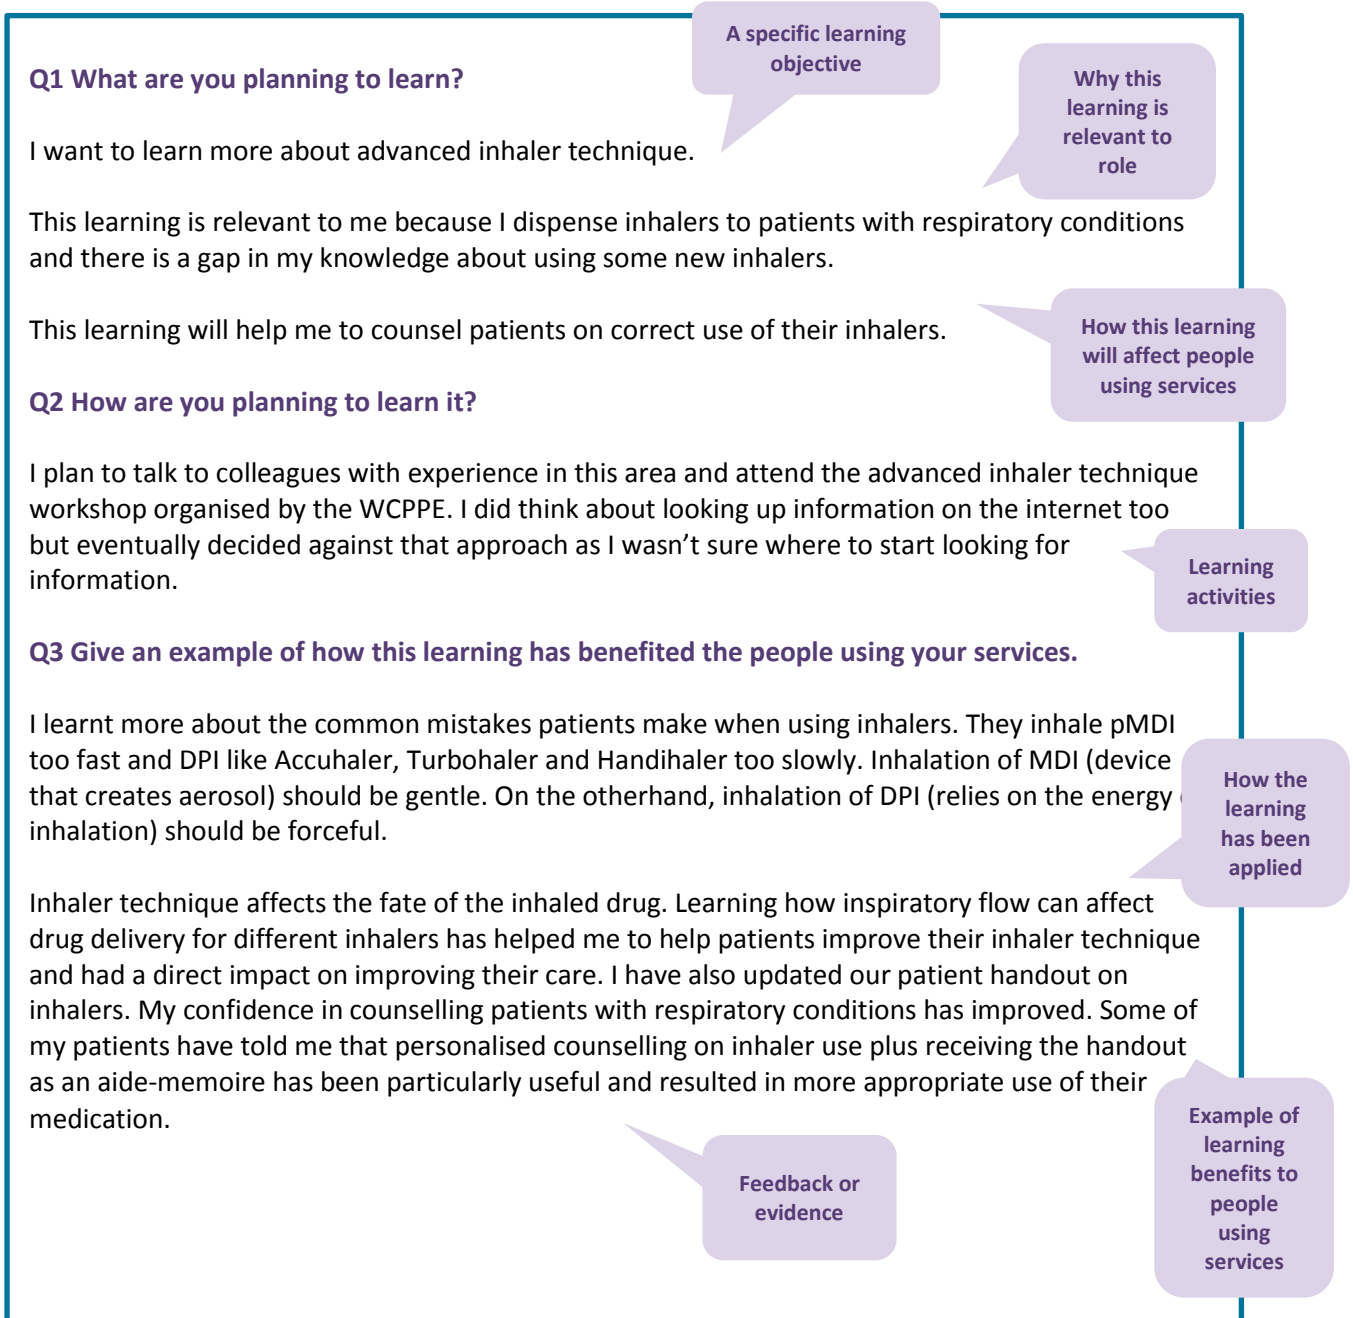 A specific learning
objective
Q1 What are you planning to learn?
Why this
learning is
relevant to
role
I want to learn more about advanced inhaler technique.
This learning is relevant to me because I dispense inhalers to patients with respiratory conditions
and there is a gap in my knowledge about using some new inhalers.
This learning will help me to counsel patients on correct use of their inhalers.
How this learning
will affect people
using services
Q2 How are you planning to learn it?
I plan to talk to colleagues with experience in this area and attend the advanced inhaler technique
workshop organised by the WCPPE. I did think about looking up information on the internet too
but eventually decided against that approach as I wasn’t sure where to start looking for
information.
Learning
activities
Q3 Give an example of how this learning has benefited the people using your services.
I learnt more about the common mistakes patients make when using inhalers. They inhale pMDI
too fast and DPI like Accuhaler, Turbohaler and Handihaler too slowly. Inhalation of MDI (device
that creates aerosol) should be gentle. On the otherhand, inhalation of DPI (relies on the energy
inhalation) should be forceful.
How the
learning
has been
applied
Inhaler technique affects the fate of the inhaled drug. Learning how inspiratory flow can affect
drug delivery for different inhalers has helped me to help patients improve their inhaler technique
and had a direct impact on improving their care. I have also updated our patient handout on
inhalers. My confidence in counselling patients with respiratory conditions has improved. Some of
my patients have told me that personalised counselling on inhaler use plus receiving the handout
as an aide-memoire has been particularly useful and resulted in more appropriate use of their
medication.
Example of
learning
benefits to
people
using
services
Feedback or
evidence